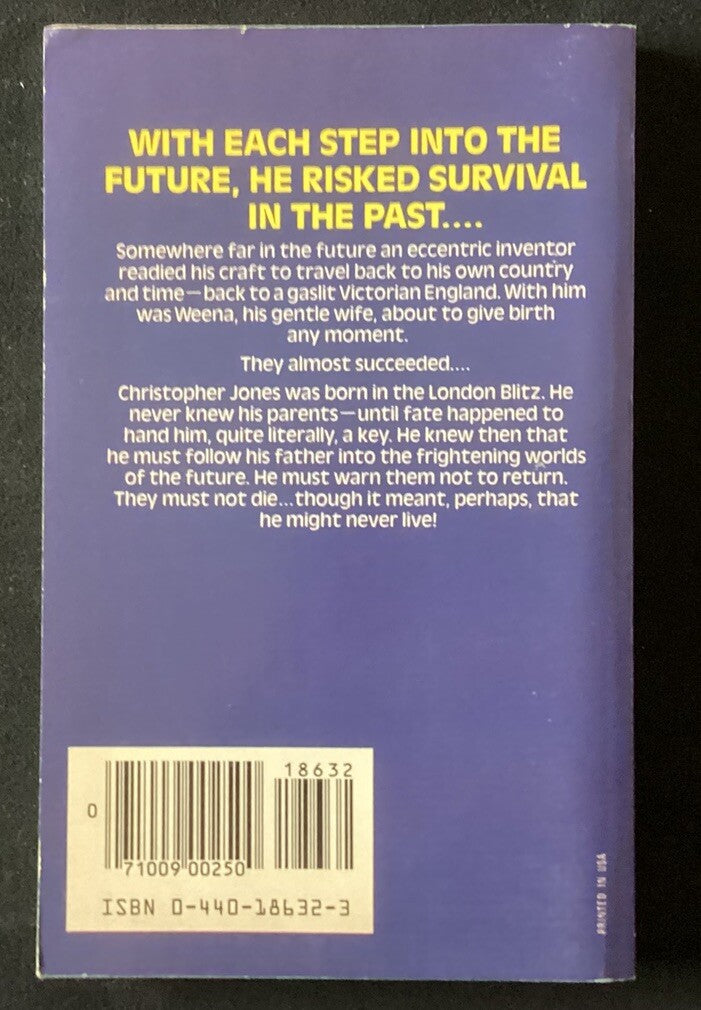 WITH EACH STEP INTO THE
FUTURE, HE RISKED SURVIVAL
IN THE PAST....
Somewhere far in the future an eccentric inventor
readied his craft to travel back to his own country
and time—back to a gaslit Victorian England. With him
was Weena, his gentle wife, about to give birth
any moment.
They almost succeeded....
Christopher Jones was born in the London Blitz. He
never knew his parents—until fate happened to
hand him, quite literally, a key. He knew then that
he must follow his father into the frightening worlds
of the future. He must warn them not to return.
They must not die...though it meant, perhaps, that
he might never live!
18632
0
71009 00250
ISBN 0-440-18632-3
PRINTED IN USA